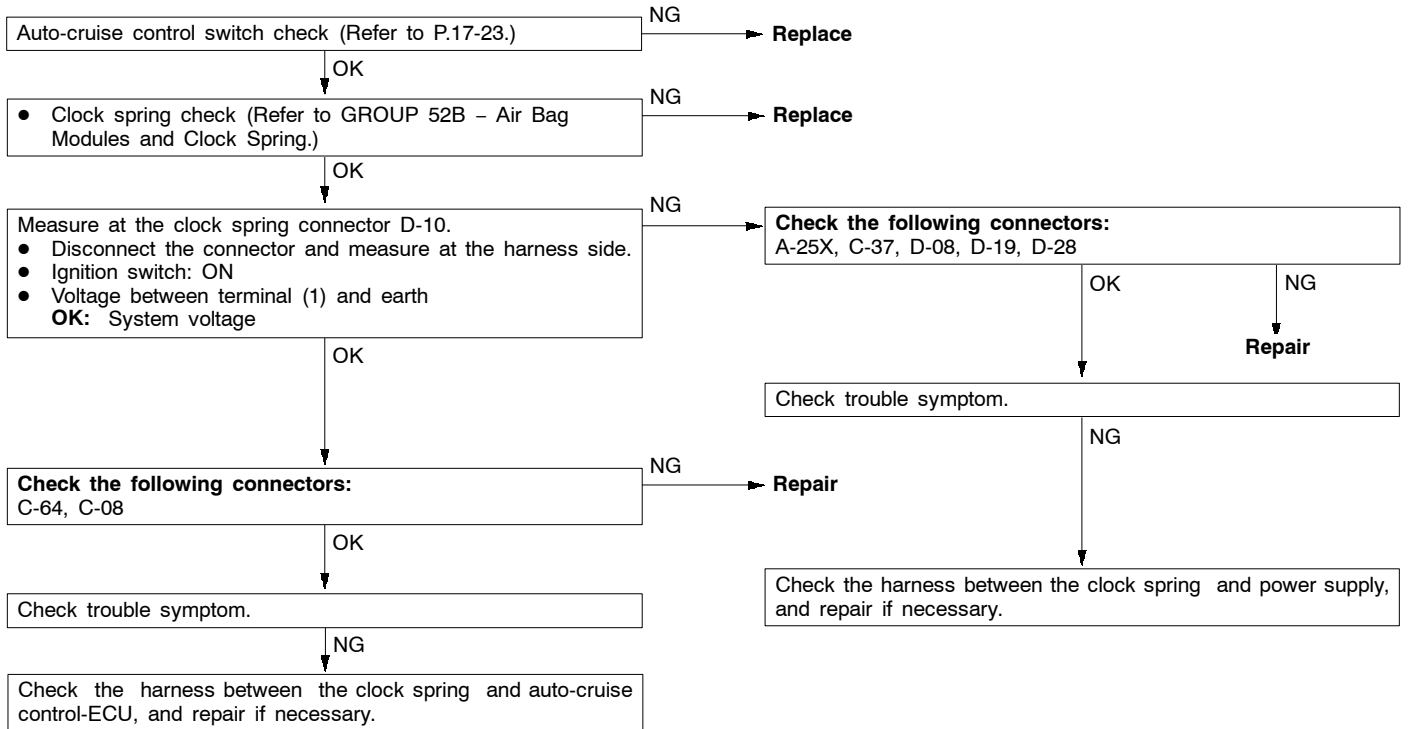 Auto-cruise control switch check (Refer to P.17-23.)
NG
Replace
OK
● Clock spring check (Refer to GROUP 52B – Air Bag
Modules and Clock Spring.)
NG
Replace
OK
Measure at the clock spring connector D-10.
● Disconnect the connector and measure at the harness side.
● Ignition switch: ON
● Voltage between terminal (1) and earth
OK: System voltage
NG
Check the following connectors:
A-25X, C-37, D-08, D-19, D-28
OK
NG
Repair
Check trouble symptom.
NG
Check the harness between the clock spring and power supply,
and repair if necessary.
OK
Check the following connectors:
C-64, C-08
NG
Repair
OK
Check trouble symptom.
NG
Check the harness between the clock spring and auto-cruise
control-ECU, and repair if necessary.